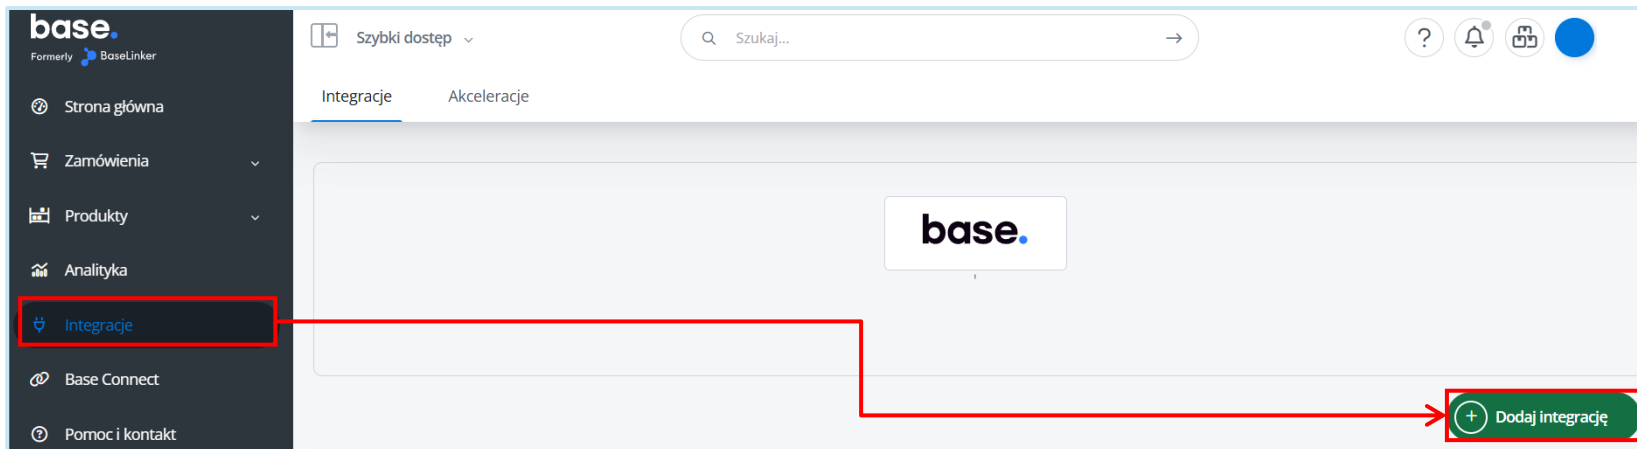 base.
Formerly BaseLinker
Szybki dostęp
Szukaj...
Integracje
Akceleracje
Strona główna
Zamówienia
Produkty
Analityka
Integracje
Base Connect
Pomoc i kontakt
base.
Dodaj integrację